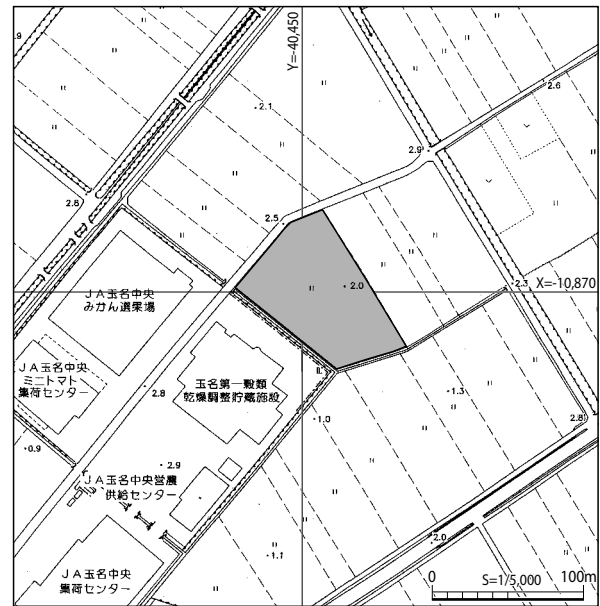 Y=-40,450
2.9
2.6
2.1
2.9
2.8
2.5
2.3
X=-10,870
2.0
JA玉名中央
みかん選果場
JA玉名中央
ミニトマト
集荷センター
玉名第一穀類
乾燥調整貯蔵施設
2.8
1.3
1.0
2.8
0.9
2.9
JA玉名中央営農
供給センター
2.0
1.1
JA玉名中央
集荷センター
0 S=1/5,000 100m